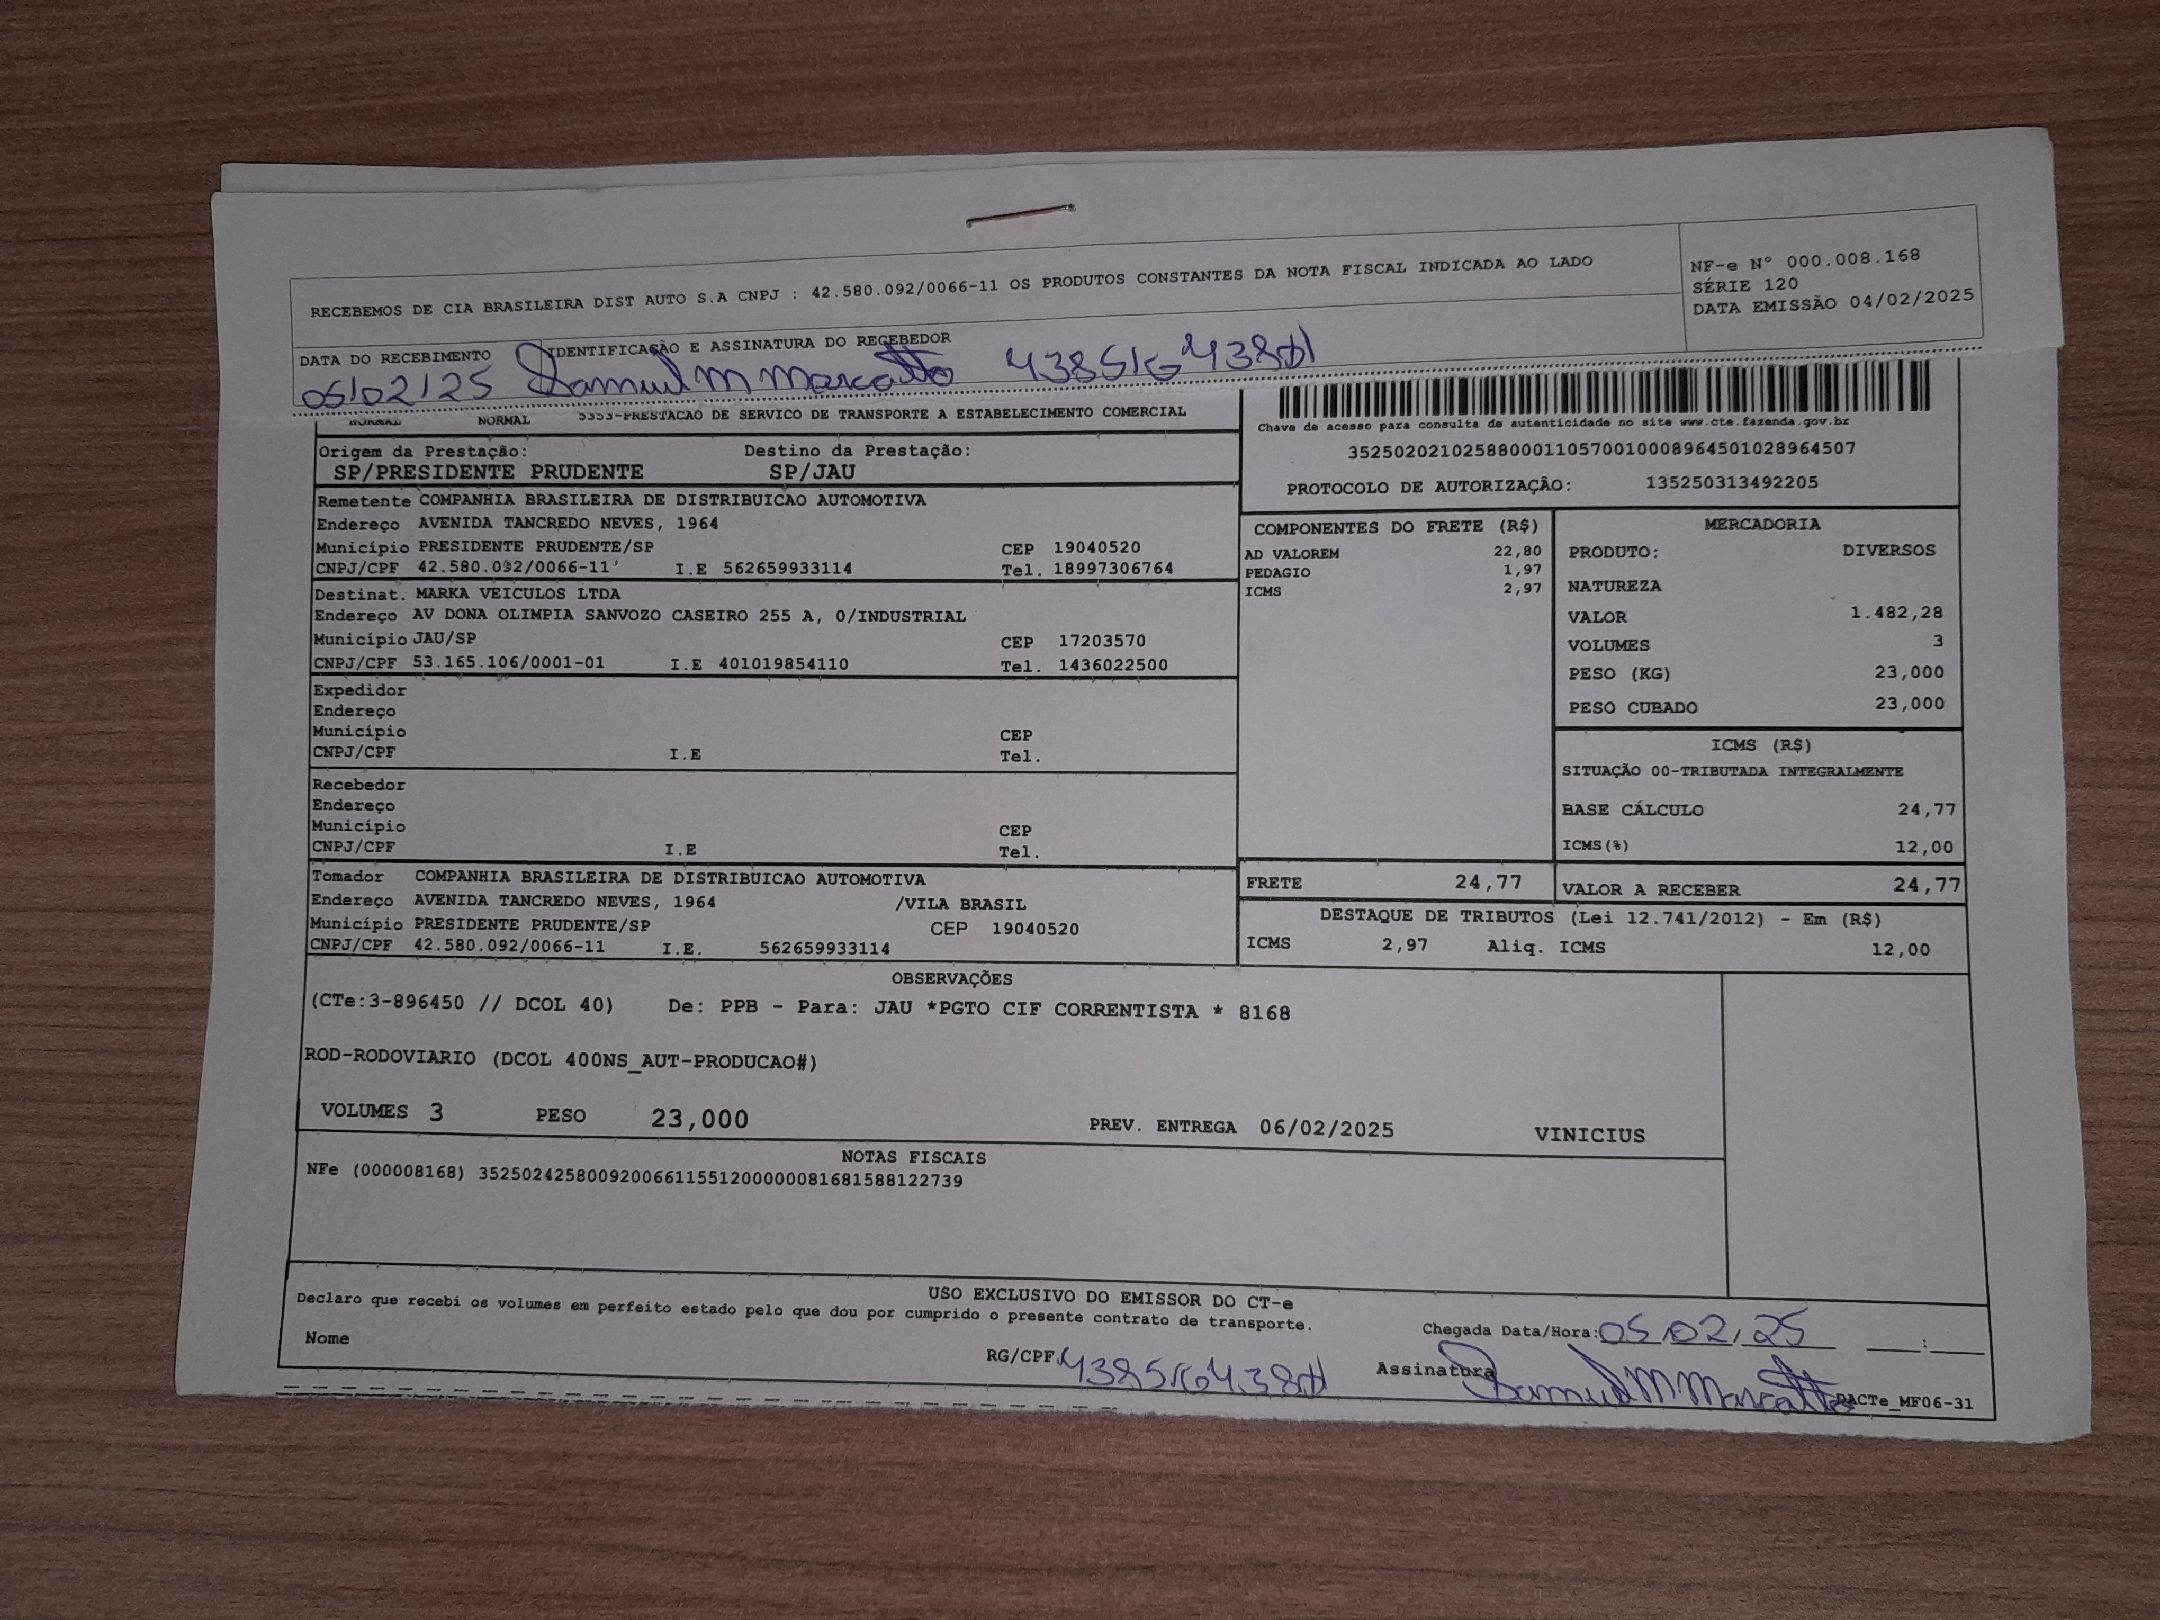 RECEBEMOS DE CIA BRASILEIRA DIST AUTO S.A CNPJ : 42.580.092/0066-11 OS PRODUTOS CONSTANTES DA NOTA FISCAL INDICADA AO LADO
NF-e Nº 000.008.168
SÉRIE 120
DATA EMISSÃO 04/02/2025
DATA DO RECEBIMENTO IDENTIFICAÇÃO E ASSINATURA DO RECEBEDOR
05/02/25 Samuel M Marcatto
NORMAL NORMAL 5353-PRESTACAO DE SERVICO DE TRANSPORTE A ESTABELECIMENTO COMERCIAL
Chave de acesso para consulta de autenticidade no site www.cte.fazenda.gov.br
35250202102588000110570010008964501028964507
PROTOCOLO DE AUTORIZAÇÃO: 135250313492205
Origem da Prestação: Destino da Prestação:
SP/PRESIDENTE PRUDENTE SP/JAU
Remetente COMPANHIA BRASILEIRA DE DISTRIBUICAO AUTOMOTIVA
Endereço AVENIDA TANCREDO NEVES, 1964
Município PRESIDENTE PRUDENTE/SP CEP 19040520
CNPJ/CPF 42.580.092/0066-11 I.E 562659933114 Tel. 18997306764
Destinat. MARKA VEICULOS LTDA
Endereço AV DONA OLIMPIA SANVOZO CASEIRO 255 A, 0/INDUSTRIAL
Município JAU/SP CEP 17203570
CNPJ/CPF 53.165.106/0001-01 I.E 401019854110 Tel. 1436022500
Expedidor
Endereço
Município CEP
CNPJ/CPF I.E Tel.
Recebedor
Endereço
Município CEP
CNPJ/CPF I.E Tel.
Tomador COMPANHIA BRASILEIRA DE DISTRIBUICAO AUTOMOTIVA
Endereço AVENIDA TANCREDO NEVES, 1964 /VILA BRASIL
Município PRESIDENTE PRUDENTE/SP CEP 19040520
CNPJ/CPF 42.580.092/0066-11 I.E. 562659933114
COMPONENTES DO FRETE (R$)
AD VALOREM 22,80
PEDAGIO 1,97
ICMS 2,97
MERCADORIA
PRODUTO: DIVERSOS
NATUREZA
VALOR 1.482,28
VOLUMES 3
PESO (KG) 23,000
PESO CUBADO 23,000
ICMS (R$)
SITUAÇÃO 00-TRIBUTADA INTEGRALMENTE
BASE CÁLCULO 24,77
ICMS(%) 12,00
FRETE 24,77 VALOR A RECEBER 24,77
DESTAQUE DE TRIBUTOS (Lei 12.741/2012) - Em (R$)
ICMS 2,97 Aliq. ICMS 12,00
OBSERVAÇÕES
(CTe:3-896450 // DCOL 40) De: PPB - Para: JAU *PGTO CIF CORRENTISTA * 8168
ROD-RODOVIARIO (DCOL 400NS_AUT-PRODUCAO#)
VOLUMES 3 PESO 23,000 PREV. ENTREGA 06/02/2025 VINICIUS
NOTAS FISCAIS
NFe (000008168) 35250242580092006611551200000081681588122739
USO EXCLUSIVO DO EMISSOR DO CT-e
Declaro que recebi os volumes em perfeito estado pelo que dou por cumprido o presente contrato de transporte.
Chegada Data/Hora: 05/02/25 :
Nome
RG/CPF Assinatura Samuel M Marcatto
DACTe_MF06-31